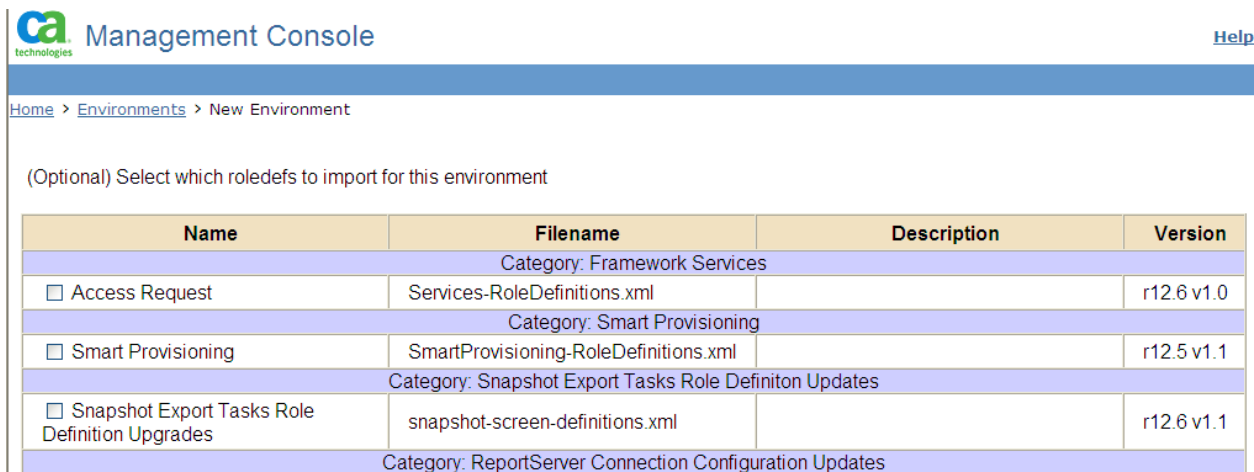 ca
technologies
Management Console
Help
Home > Environments > New Environment
(Optional) Select which roledefs to import for this environment
Name Filename Description Version
Category: Framework Services
Access Request Services-RoleDefinitions.xml r12.6 v1.0
Category: Smart Provisioning
Smart Provisioning SmartProvisioning-RoleDefinitions.xml r12.5 v1.1
Category: Snapshot Export Tasks Role Definiton Updates
Snapshot Export Tasks Role
Definition Upgrades snapshot-screen-definitions.xml r12.6 v1.1
Category: ReportServer Connection Configuration Updates